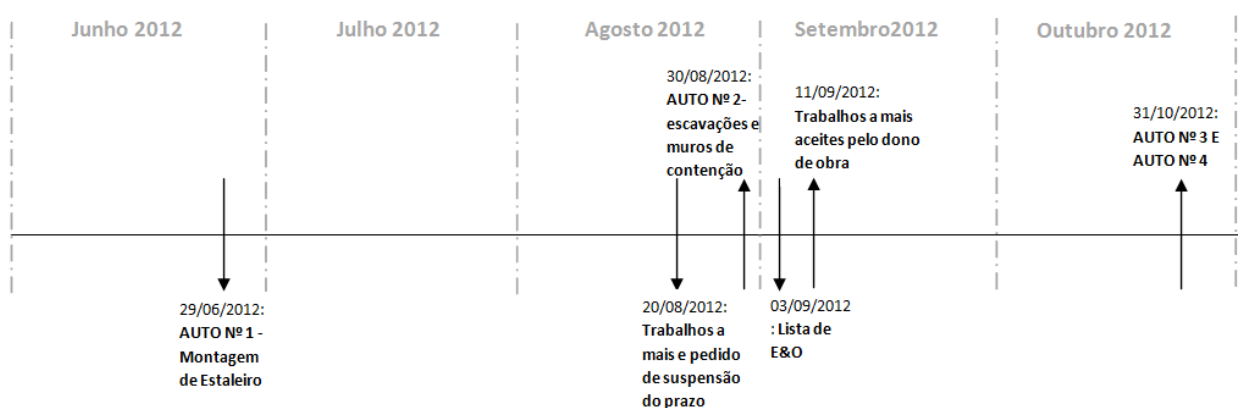 Junho 2012
Julho 2012
Agosto 2012
Setembro2012
Outubro 2012
30/08/2012:
AUTO Nº 2-
escavações e
muros de
contenção
11/09/2012:
Trabalhos a mais
aceites pelo dono
de obra
31/10/2012:
AUTO Nº 3 E
AUTO Nº 4
29/06/2012:
AUTO Nº 1 -
Montagem
de Estaleiro
20/08/2012:
Trabalhos a
mais e pedido
de suspensão
do prazo
03/09/2012
: Lista de
E&O